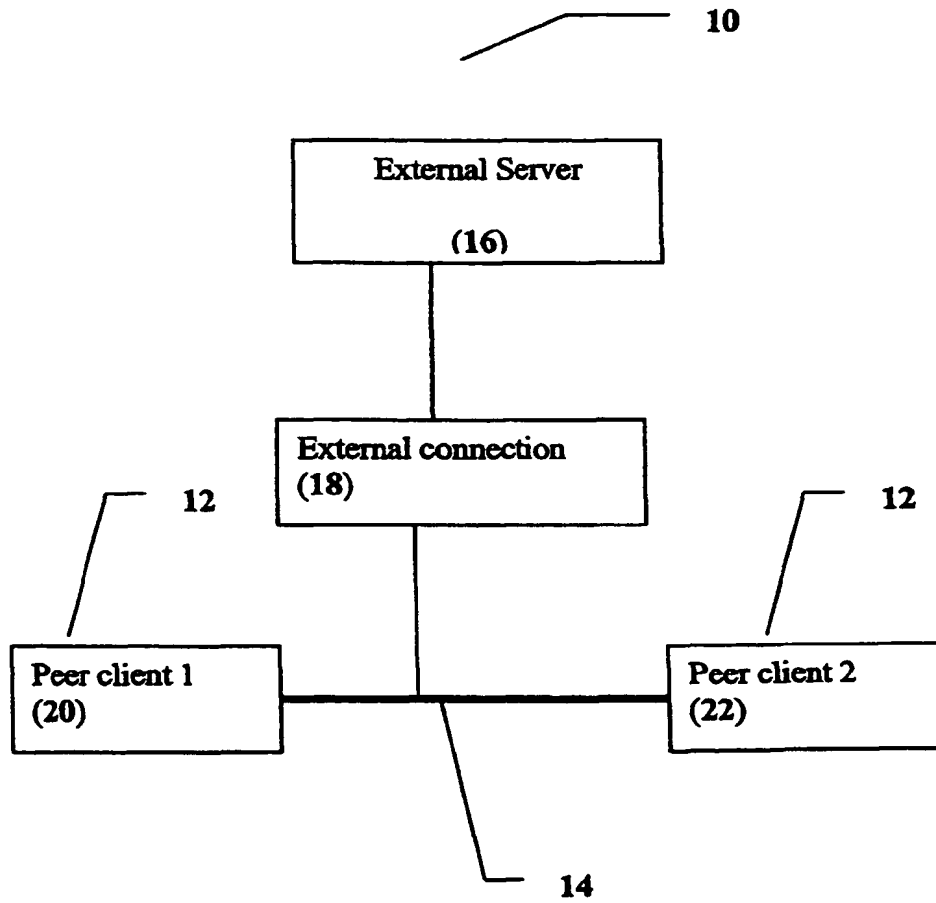 10
External Server
(16)
External connection
(18)
12
12
Peer client 1
(20)
Peer client 2
(22)
14